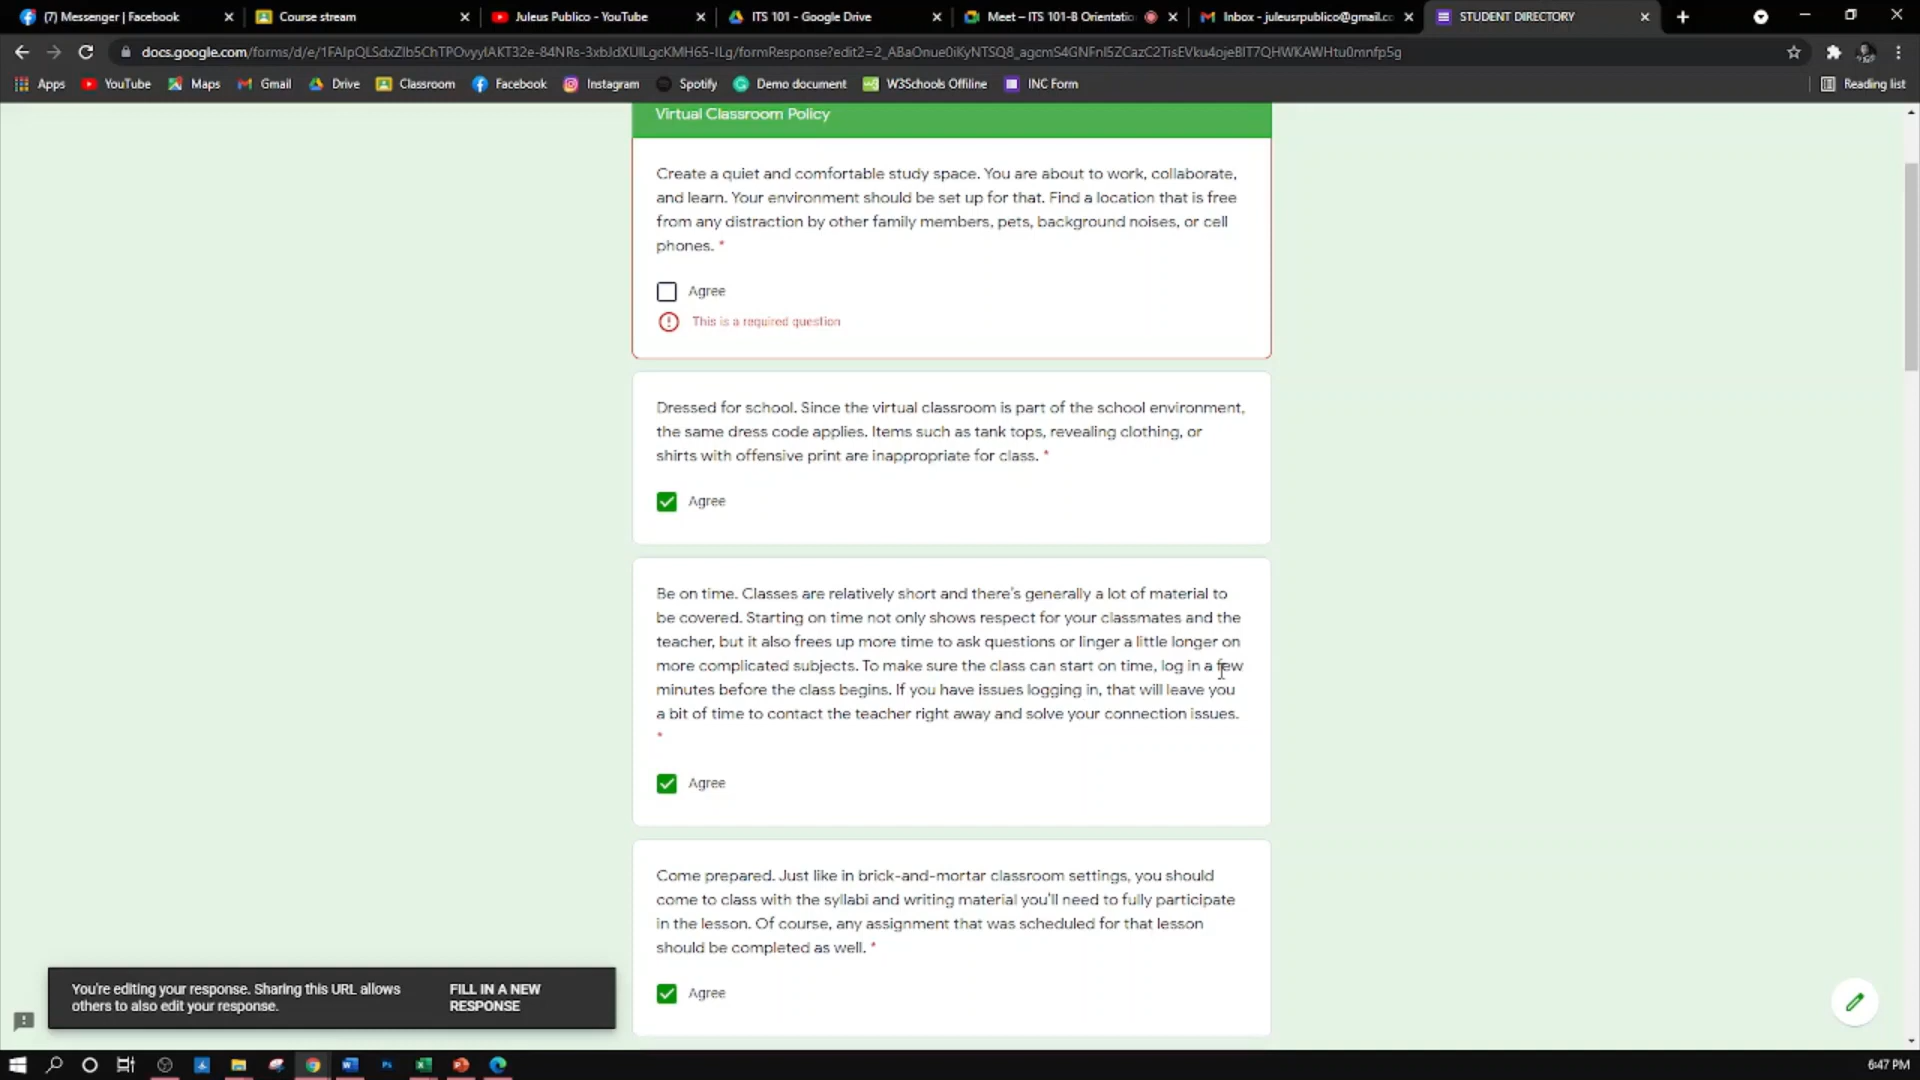 (7) Messenger | Facebook
Course stream
Juleus Publico - YouTube
ITS 101 - Google Drive
Meet – ITS 101-B Orientatio
Inbox - juleusrpublico@gmail.cc
STUDENT DIRECTORY
Apps
YouTube
Maps
Gmail
Drive
Classroom
Facebook
Instagram
Spotify
Demo document
W3Schools Offiline
INC Form
Reading list
Virtual Classroom Policy
Create a quiet and comfortable study space. You are about to work, collaborate,
and learn. Your environment should be set up for that. Find a location that is free
from any distraction by other family members, pets, background noises, or cell
phones. *
Agree
This is a required question
Dressed for school. Since the virtual classroom is part of the school environment,
the same dress code applies. Items such as tank tops, revealing clothing, or
shirts with offensive print are inappropriate for class. *
Agree
Be on time. Classes are relatively short and there's generally a lot of material to
be covered. Starting on time not only shows respect for your classmates and the
teacher, but it also frees up more time to ask questions or linger a little longer on
more complicated subjects. To make sure the class can start on time, log in a few
minutes before the class begins. If you have issues logging in, that will leave you
a bit of time to contact the teacher right away and solve your connection issues.
*
Agree
Come prepared. Just like in brick-and-mortar classroom settings, you should
come to class with the syllabi and writing material you'll need to fully participate
in the lesson. Of course, any assignment that was scheduled for that lesson
should be completed as well. *
Agree
You're editing your response. Sharing this URL allows
others to also edit your response.
FILL IN A NEW
RESPONSE
6:47 PM